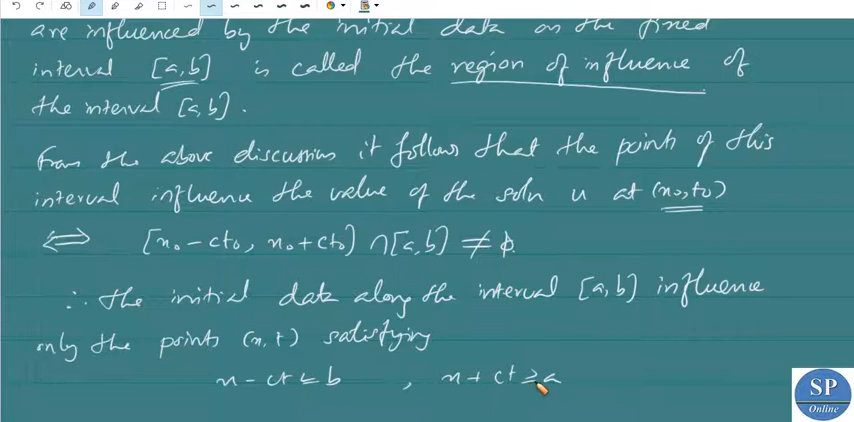 are influenced by the initial data on the fixed
interval [a,b] is called the region of influence of
the interval [a,b].
From the above discussion it follows that the points of this
interval influence the value of the soln u at (x₀,t₀)
⟺ [x₀ - ct₀, x₀ + ct₀] ∩ [a,b] ≠ ϕ.
∴ the initial data along the interval [a,b] influence
only the points (x,t) satisfying
x - ct ≤ b , x + ct ≥ a
SP
Online